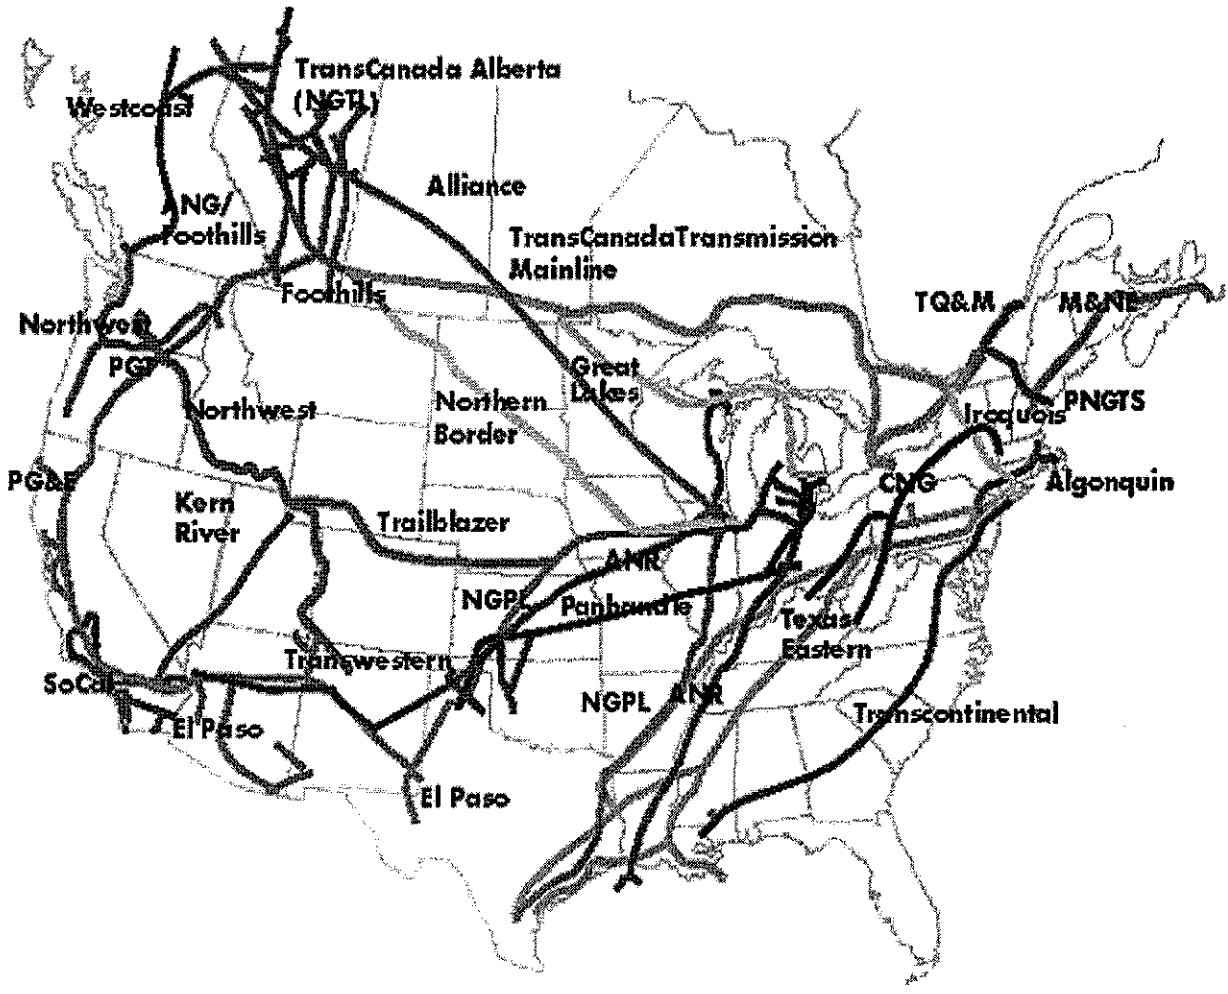 TransCanada Alberta
(NGTL)
Westcoast
Alliance
ANG/
Foothills
TransCanadaTransmission
Mainline
Foothills
TQ&M
M&NE
Northwest
PGT
Great
Lakes
Northwest
Northern
Border
PNGTS
Iroquois
PG&E
CNG
Algonquin
Kern
River
Trailblazer
ANR
NGPL
Panhandle
Texas
Eastern
Transwestern
SoCal
NGPL
ANR
Transcontinental
El Paso
El Paso